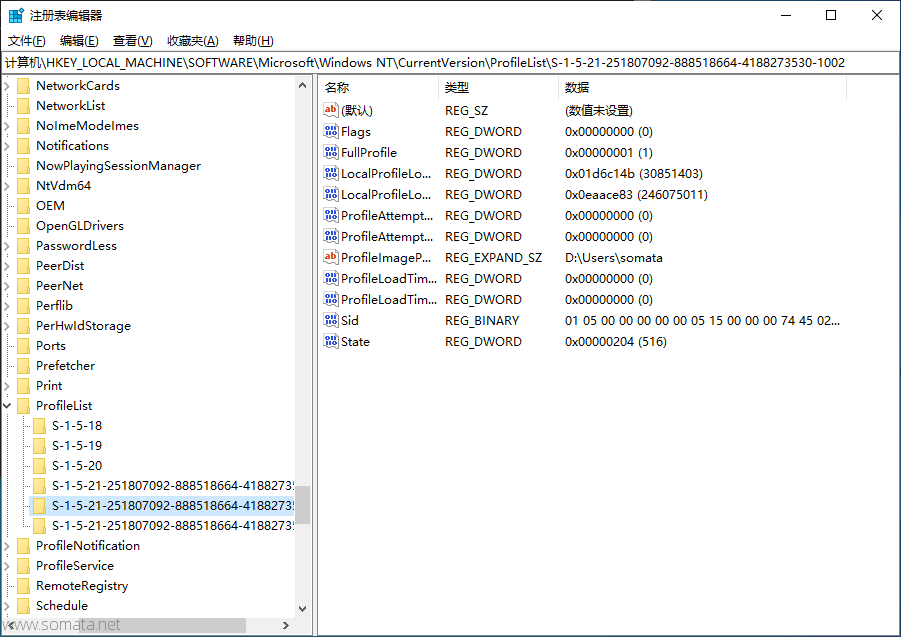 注册表编辑器
文件(F) 编辑(E) 查看(V) 收藏夹(A) 帮助(H)
计算机\HKEY_LOCAL_MACHINE\SOFTWARE\Microsoft\Windows NT\CurrentVersion\ProfileList\S-1-5-21-251807092-888518664-4188273530-1002
NetworkCards
NetworkList
NoImeModeImes
Notifications
NowPlayingSessionManager
NtVdm64
OEM
OpenGLDrivers
PasswordLess
PeerDist
PeerNet
Perflib
PerHwIdStorage
Ports
Prefetcher
Print
ProfileList
S-1-5-18
S-1-5-19
S-1-5-20
S-1-5-21-251807092-888518664-41882735
S-1-5-21-251807092-888518664-41882735
S-1-5-21-251807092-888518664-41882735
ProfileNotification
ProfileService
RemoteRegistry
Schedule
名称 类型 数据
(默认) REG_SZ (数值未设置)
Flags REG_DWORD 0x00000000 (0)
FullProfile REG_DWORD 0x00000001 (1)
LocalProfileLo... REG_DWORD 0x01d6c14b (30851403)
LocalProfileLo... REG_DWORD 0x0eaace83 (246075011)
ProfileAttempt... REG_DWORD 0x00000000 (0)
ProfileAttempt... REG_DWORD 0x00000000 (0)
ProfileImageP... REG_EXPAND_SZ D:\Users\somata
ProfileLoadTim... REG_DWORD 0x00000000 (0)
ProfileLoadTim... REG_DWORD 0x00000000 (0)
Sid REG_BINARY 01 05 00 00 00 00 00 05 15 00 00 00 74 45 02...
State REG_DWORD 0x00000204 (516)
www.somata.net